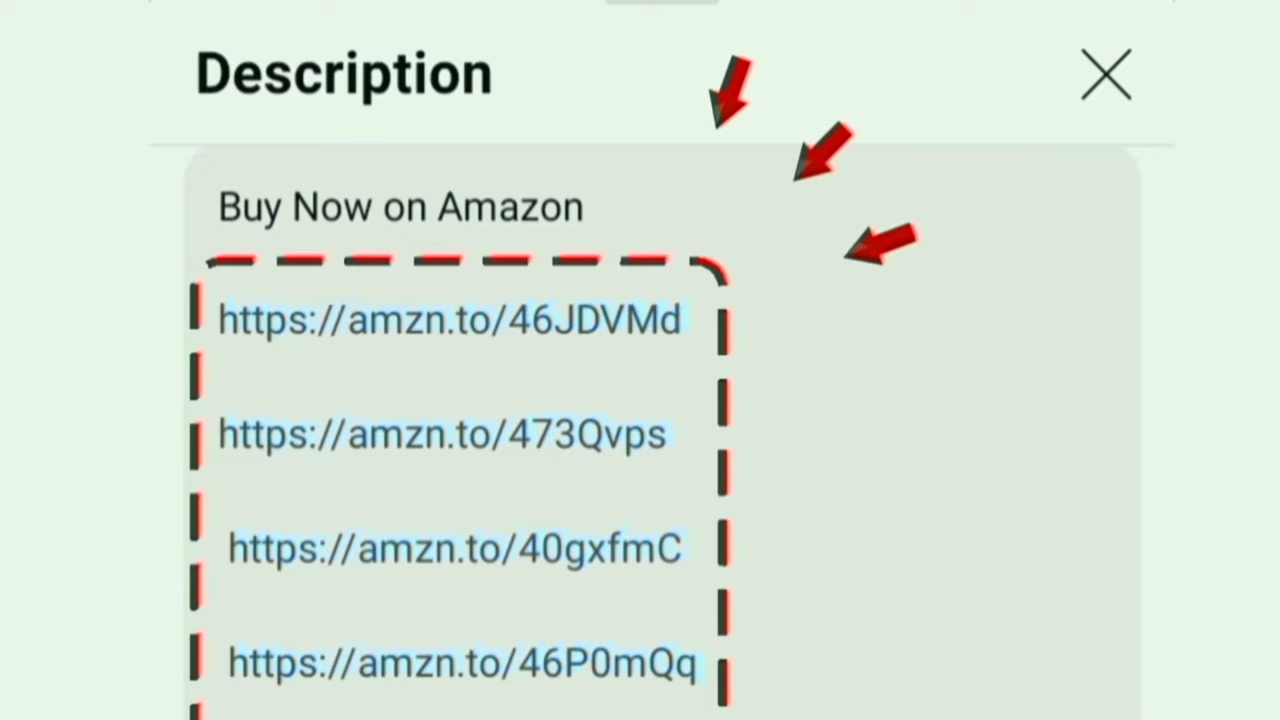 Description
Buy Now on Amazon
https://amzn.to/46JDVMd
https://amzn.to/473Qvps
https://amzn.to/40gxfmC
https://amzn.to/46P0mQq